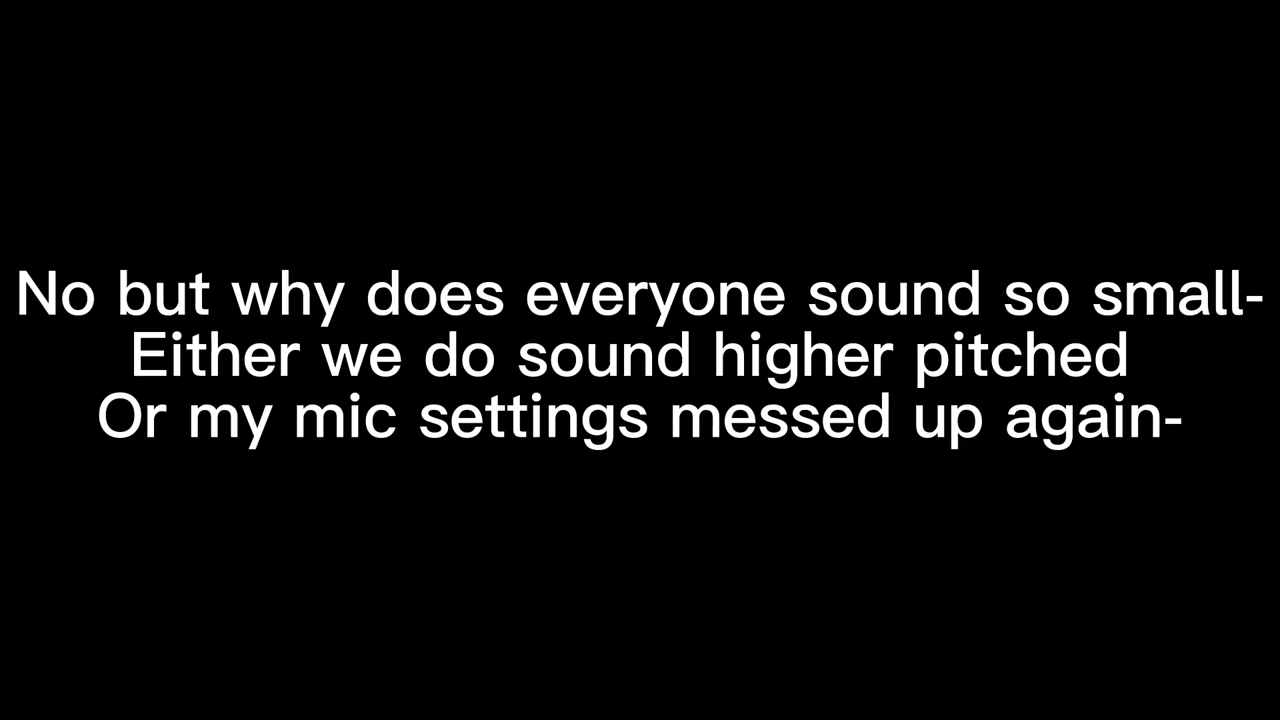 No but why does everyone sound so small-
Either we do sound higher pitched
Or my mic settings messed up again-